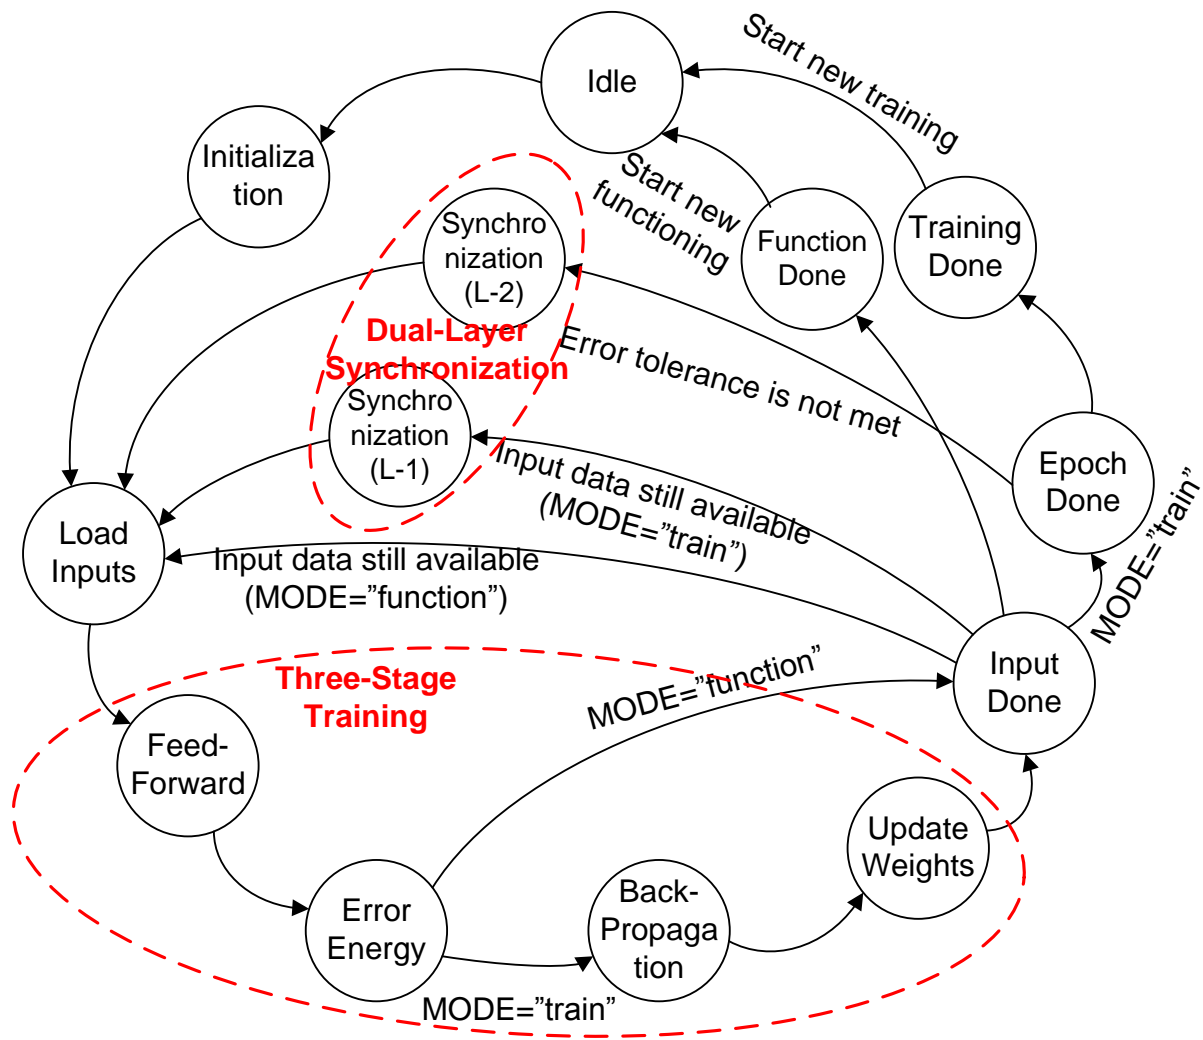 Start new training
Idle
Initializa
tion
Start new
functioning
Training
Done
Function
Done
Synchro
nization
(L-2)
Dual-Layer
Synchronization
Error tolerance is not met
Synchro
nization
(L-1)
Input data still available
(MODE=”train”)
Epoch
Done
MODE=”train”
Load
Inputs
Input data still available
(MODE=”function”)
Input
Done
Three-Stage
Training
MODE=”function”
Feed-
Forward
Update
Weights
Error
Energy
Back-
Propaga
tion
MODE=”train”